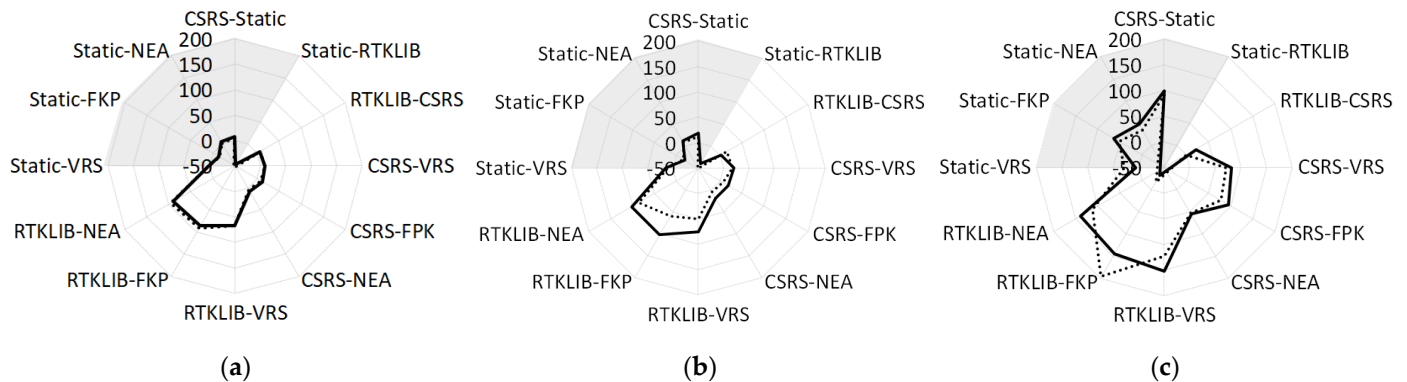 CSRS-Static
Static-RTKLIB
RTKLIB-CSRS
CSRS-VRS
CSRS-FPK
CSRS-NEA
RTKLIB-VRS
RTKLIB-FKP
RTKLIB-NEA
Static-VRS
Static-FKP
Static-NEA
200
150
100
50
0
-50
(a)
CSRS-Static
Static-RTKLIB
RTKLIB-CSRS
CSRS-VRS
CSRS-FPK
CSRS-NEA
RTKLIB-VRS
RTKLIB-FKP
RTKLIB-NEA
Static-VRS
Static-FKP
Static-NEA
200
150
100
50
0
-50
(b)
CSRS-Static
Static-RTKLIB
RTKLIB-CSRS
CSRS-VRS
CSRS-FPK
CSRS-NEA
RTKLIB-VRS
RTKLIB-FKP
RTKLIB-NEA
Static-VRS
Static-FKP
Static-NEA
200
150
100
50
0
-50
(c)